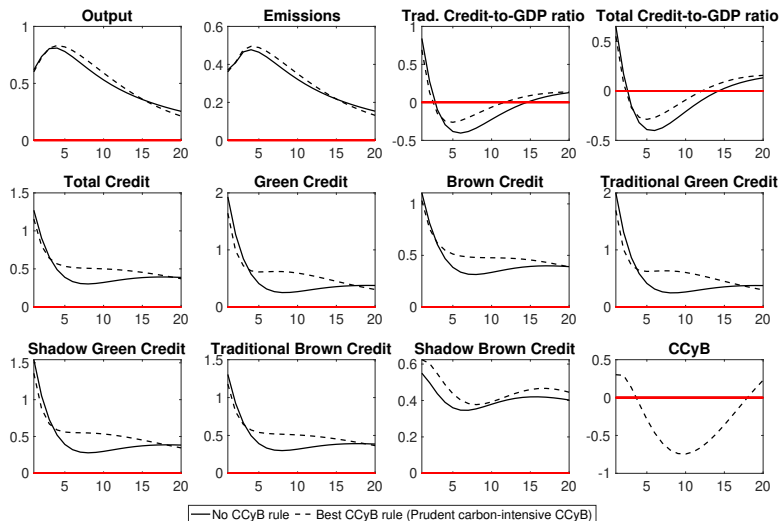 Output
Emissions
Trad. Credit-to-GDP ratio
Total Credit-to-GDP ratio
0.8
0.6
0.4
0.2
0
5 10 15 20
0.6
0.4
0.2
0
5 10 15 20
0.5
0
-0.5
5 10 15 20
0.5
0
-0.5
5 10 15 20
Total Credit
Green Credit
Brown Credit
Traditional Green Credit
1.5
1
0.5
0
5 10 15 20
2
1
0
5 10 15 20
1
0.5
0
5 10 15 20
2
1
0
5 10 15 20
Shadow Green Credit
Traditional Brown Credit
Shadow Brown Credit
CCyB
1.5
1
0.5
0
5 10 15 20
1.5
1
0.5
0
5 10 15 20
0.6
0.4
0.2
0
5 10 15 20
0.5
0
-0.5
-1
5 10 15 20
No CCyB rule
Best CCyB rule (Prudent carbon-intensive CCyB)